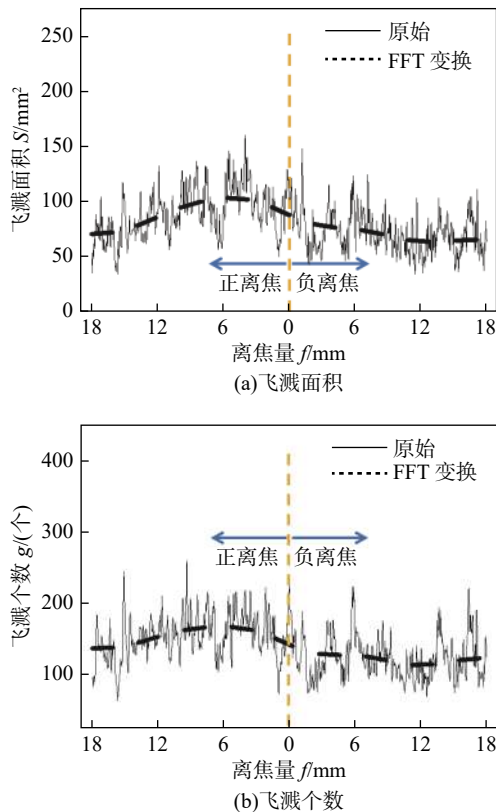 原始
FFT 变换
250
200
150
100
50
0
飞溅面积 S/mm²
正离焦
负离焦
18 12 6 0 6 12 18
离焦量 f/mm
(a)飞溅面积
原始
FFT 变换
400
300
200
100
飞溅个数 g/(个)
正离焦
负离焦
18 12 6 0 6 12 18
离焦量 f/mm
(b)飞溅个数